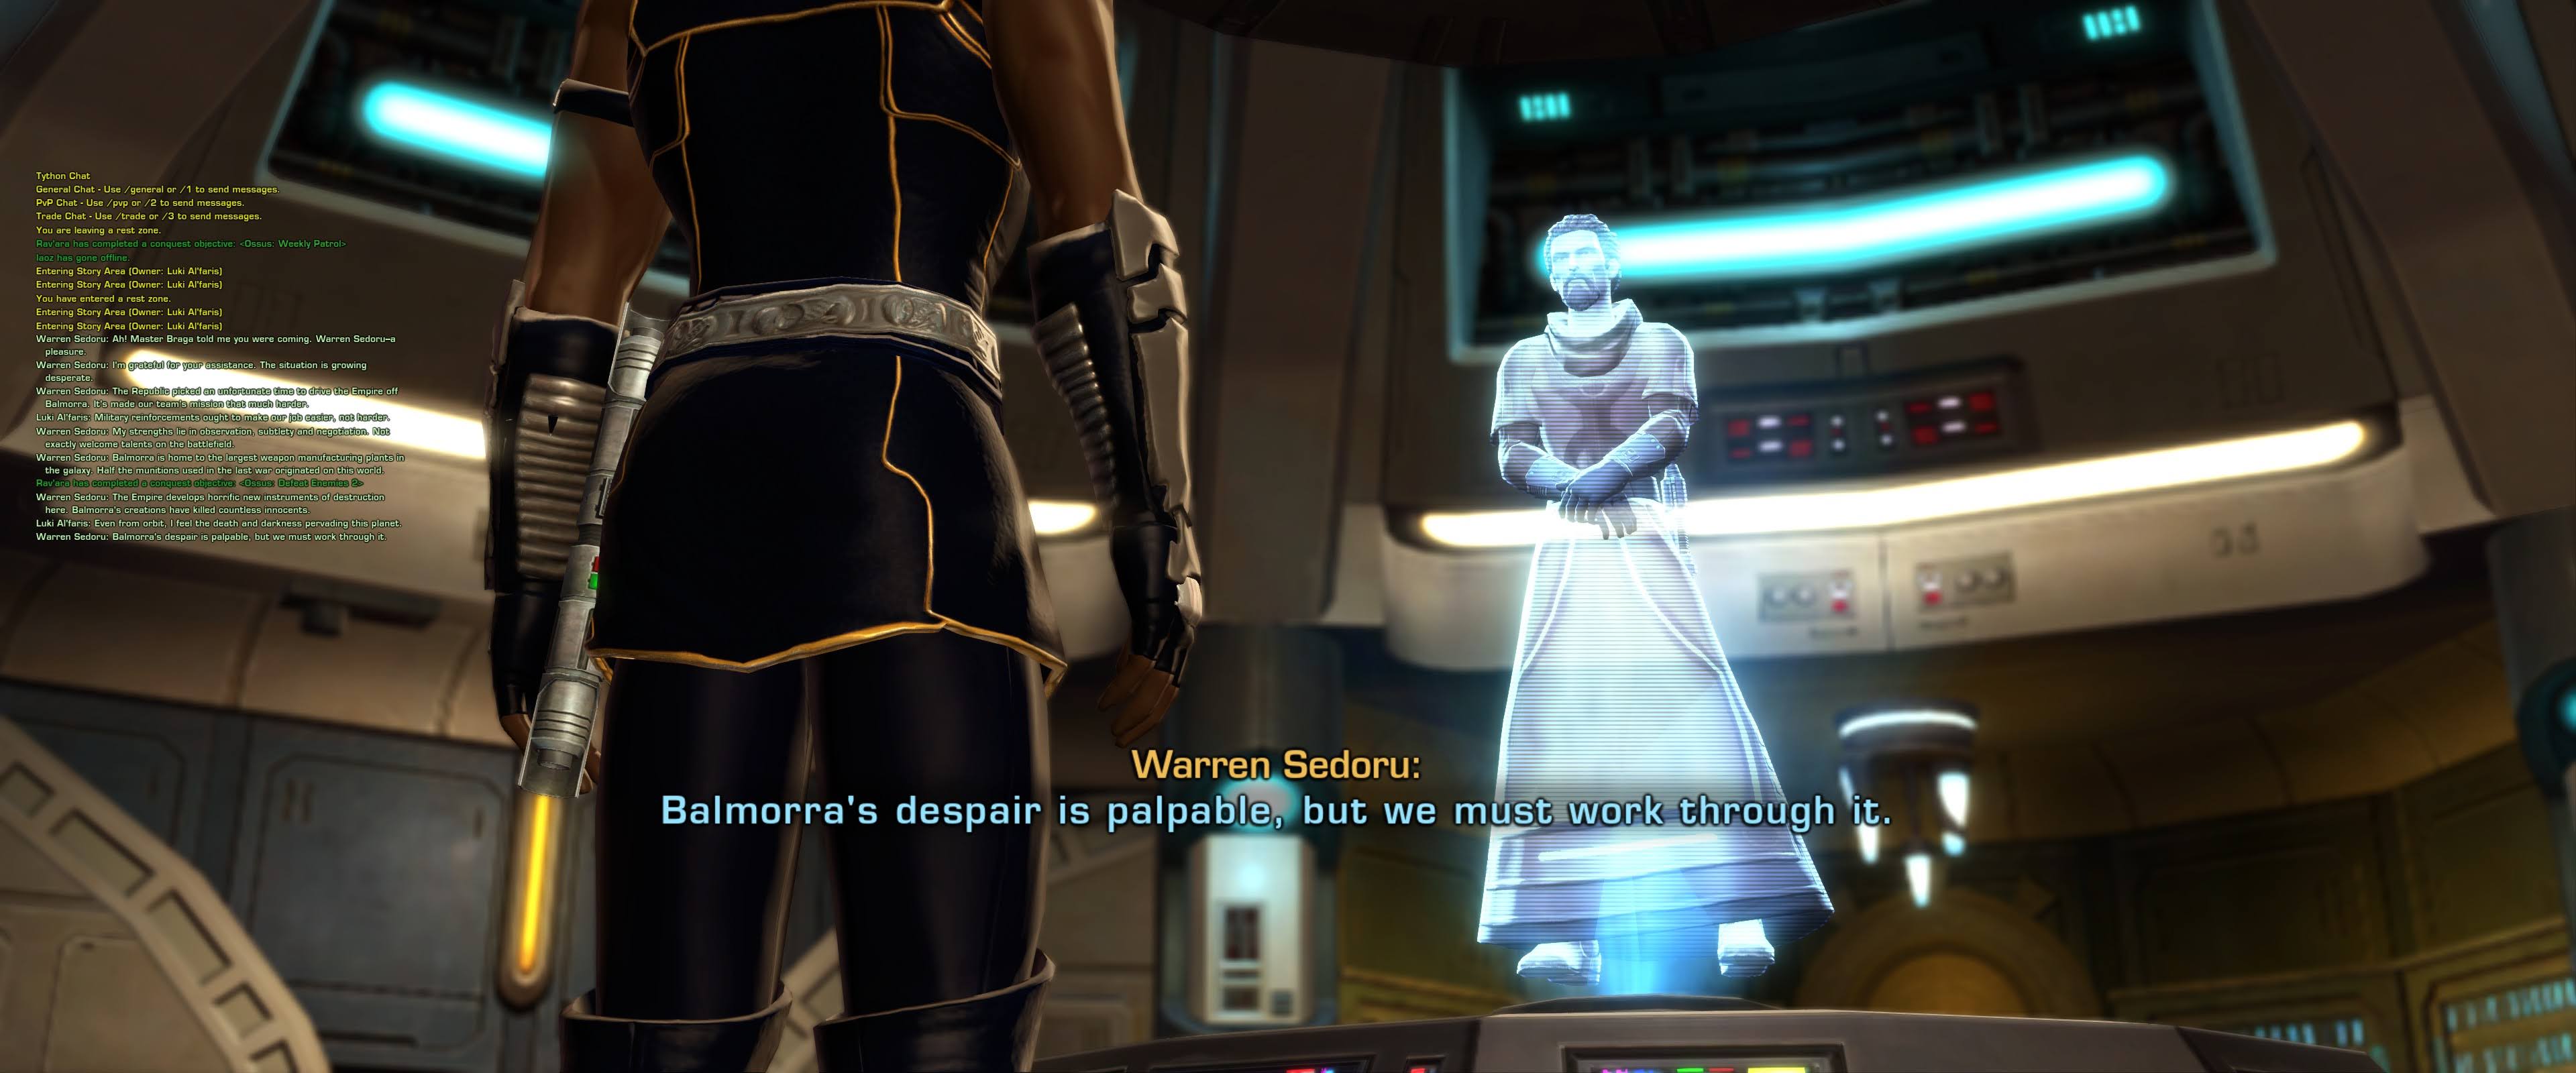 Tython Chat
General Chat - Use /general or /1 to send messages.
PvP Chat - Use /pvp or /2 to send messages.
Trade Chat - Use /trade or /3 to send messages.
You are leaving a rest zone.
Rav'ara has completed a conquest objective: <Ossus: Weekly Patrol>
Iaoz has gone offline.
Entering Story Area (Owner: Luki Al'faris)
Entering Story Area (Owner: Luki Al'faris)
You have entered a rest zone.
Entering Story Area (Owner: Luki Al'faris)
Entering Story Area (Owner: Luki Al'faris)
Warren Sedoru: Ah! Master Braga told me you were coming. Warren Sedoru—a
pleasure.
Warren Sedoru: I'm grateful for your assistance. The situation is growing
desperate.
Warren Sedoru: The Republic picked an unfortunate time to drive the Empire off
Balmorra. It's made our team's mission that much harder.
Luki Al'faris: Military reinforcements ought to make our job easier, not harder.
Warren Sedoru: My strengths lie in observation, subtlety and negotiation. Not
exactly welcome talents on the battlefield.
Warren Sedoru: Balmorra is home to the largest weapon manufacturing plants in
the galaxy. Half the munitions used in the last war originated on this world.
Rav'ara has completed a conquest objective: <Ossus: Defeat Enemies 2>
Warren Sedoru: The Empire develops horrific new instruments of destruction
here. Balmorra's creations have killed countless innocents.
Luki Al'faris: Even from orbit, I feel the death and darkness pervading this planet.
Warren Sedoru: Balmorra's despair is palpable, but we must work through it.
Warren Sedoru:
Balmorra's despair is palpable, but we must work through it.